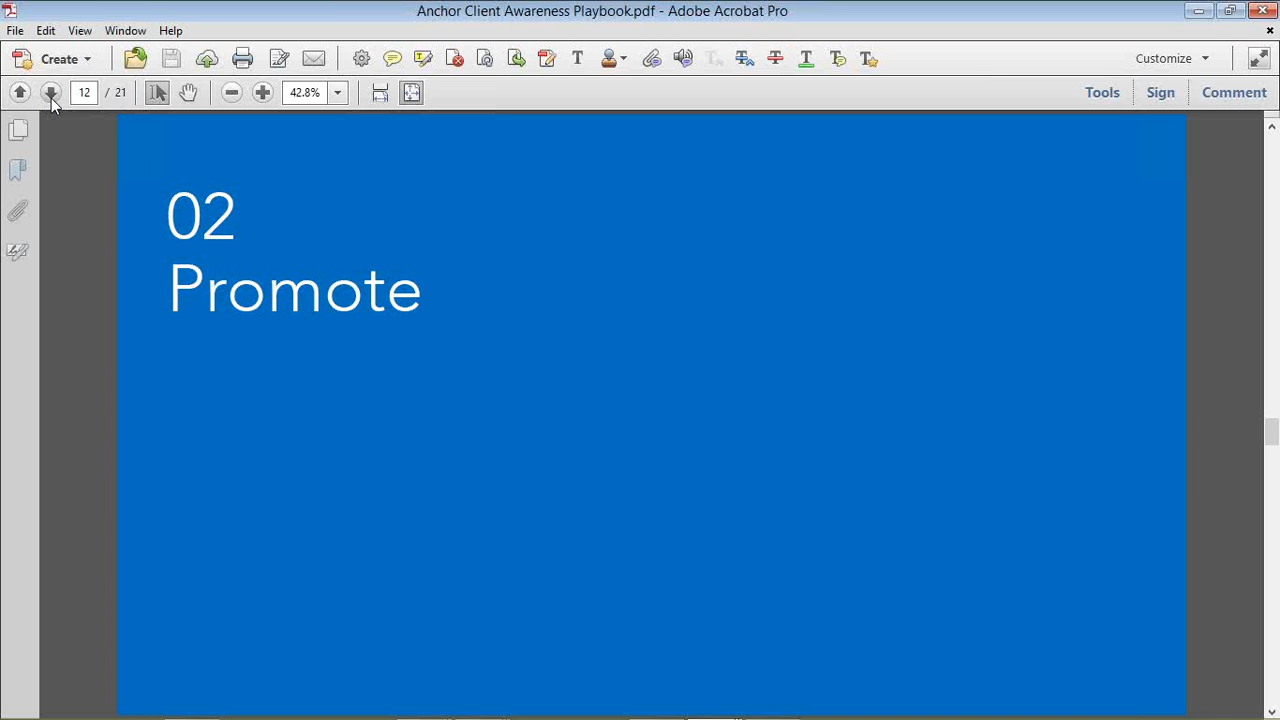 Anchor Client Awareness Playbook.pdf - Adobe Acrobat Pro
File Edit View Window Help
Create Customize
12 / 21 42.8% Tools Sign Comment
02
Promote